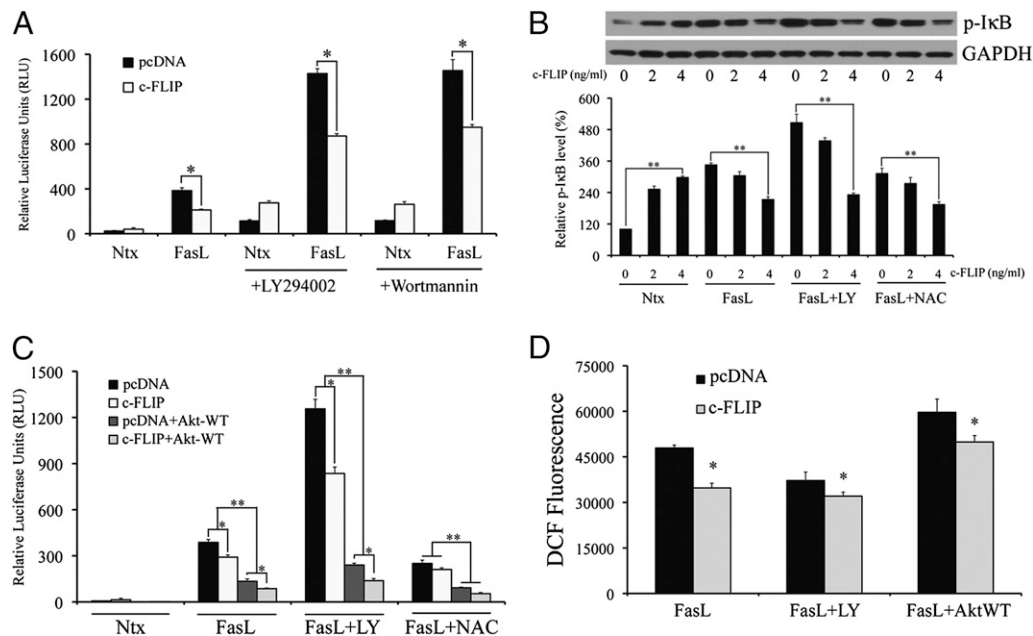 A
Relative Luciferase Units (RLU)
1600
1200
800
400
0
pcDNA
c-FLIP
*
*
*
Ntx
FasL
Ntx
FasL
Ntx
FasL
+LY294002
+Wortmannin
B
p-IκB
GAPDH
c-FLIP (ng/ml)
0 2 4 0 2 4 0 2 4 0 2 4
Relative p-IκB level (%)
600
480
360
240
120
0
**
**
**
**
0 2 4 0 2 4 0 2 4 0 2 4
c-FLIP (ng/ml)
Ntx
FasL
FasL+LY
FasL+NAC
C
Relative Luciferase Units (RLU)
1500
1200
900
600
300
0
pcDNA
c-FLIP
pcDNA+Akt-WT
c-FLIP+Akt-WT
**
*
*
**
*
*
**
Ntx
FasL
FasL+LY
FasL+NAC
D
DCF Fluorescence
75000
60000
45000
30000
15000
0
pcDNA
c-FLIP
*
*
*
FasL
FasL+LY
FasL+AktWT